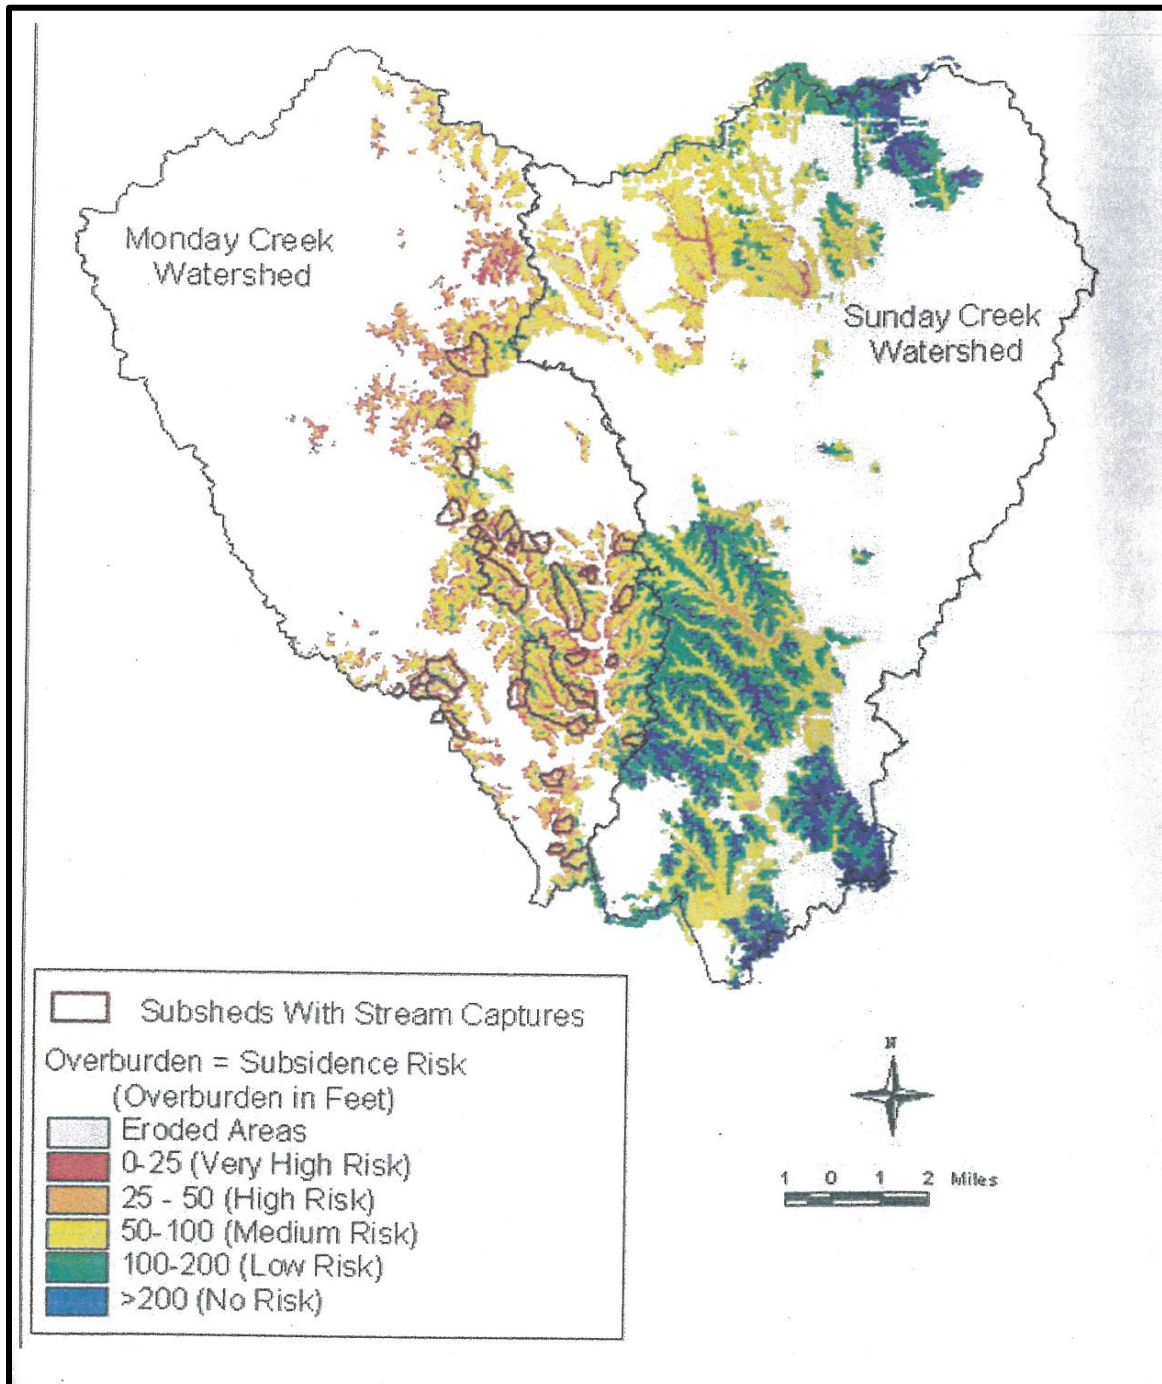 Monday Creek
Watershed
Sunday Creek
Watershed
Subsheds With Stream Captures
Overburden = Subsidence Risk
(Overburden in Feet)
Eroded Areas
0-25 (Very High Risk)
25 - 50 (High Risk)
50-100 (Medium Risk)
100-200 (Low Risk)
>200 (No Risk)
N
1 0 1 2 Miles